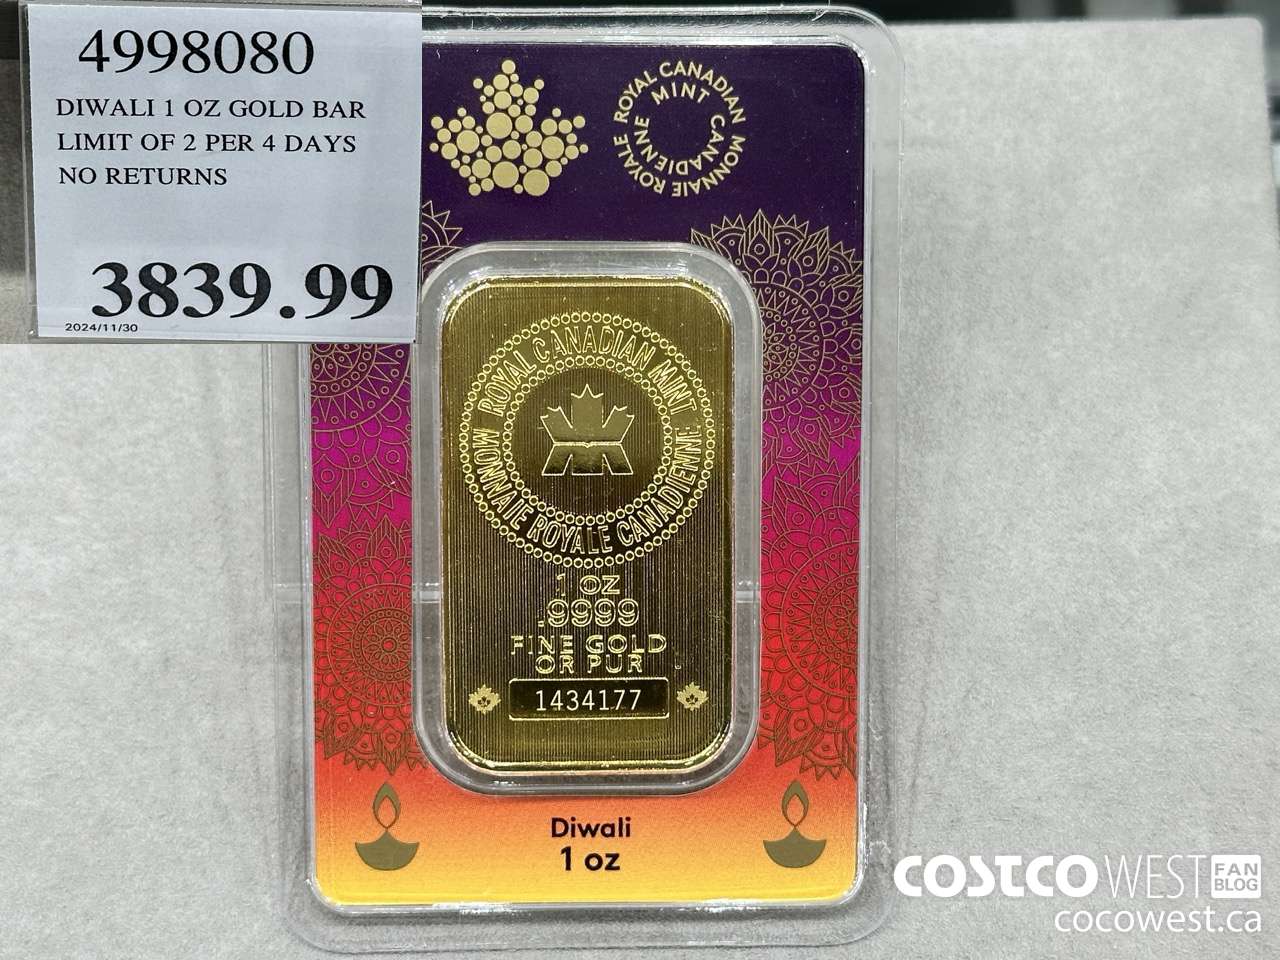 4998080
DIWALI 1 OZ GOLD BAR
LIMIT OF 2 PER 4 DAYS
NO RETURNS
3839.99
2024/11/30
ROYAL CANADIAN MINT
MONNAIE ROYALE CANADIENNE
ROYAL CANADIAN MINT
MONNAIE ROYALE CANADIENNE
1 OZ
.9999
FINE GOLD
OR PUR
1434177
Diwali
1 oz
COSTCO WEST FAN BLOG
cocowest.ca